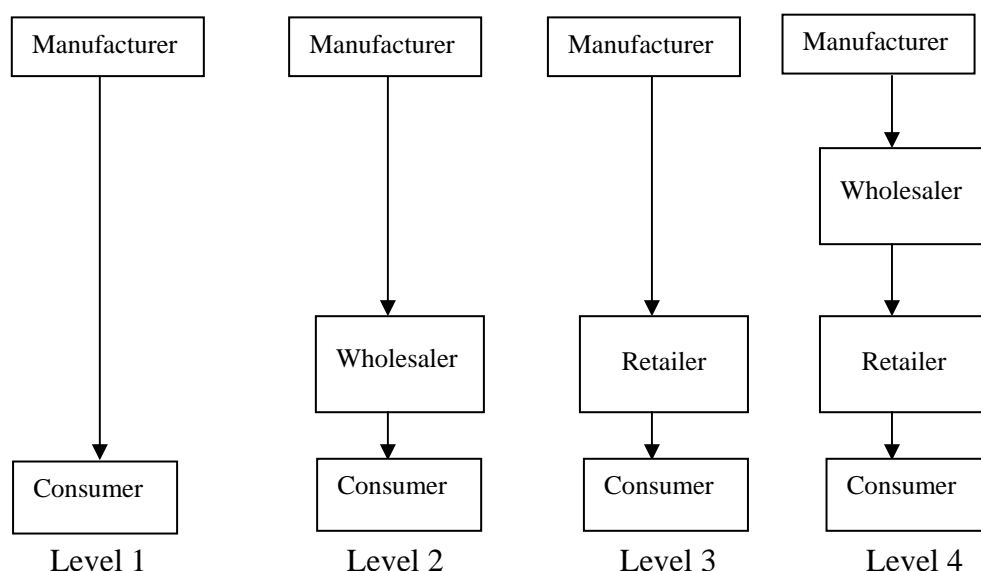 Manufacturer
Manufacturer
Manufacturer
Manufacturer
Wholesaler
Wholesaler
Retailer
Retailer
Consumer
Consumer
Consumer
Consumer
Level 1
Level 2
Level 3
Level 4